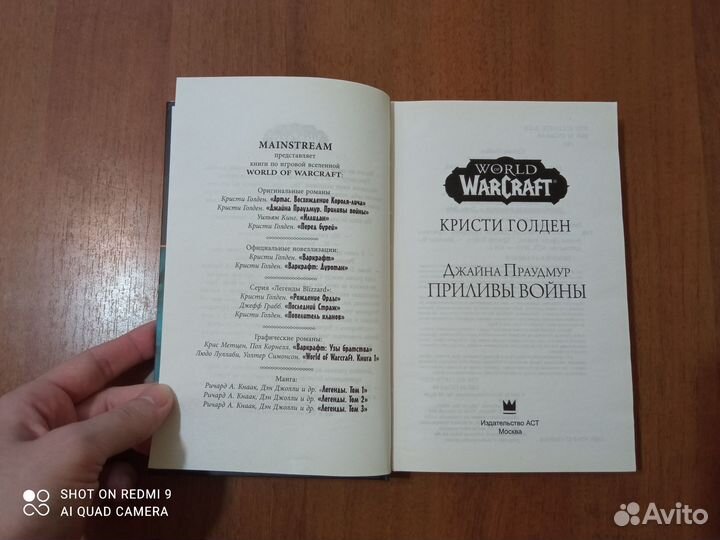 MAINSTREAM
представляет
книги по игровой вселенной
WORLD OF WARCRAFT:
Оригинальные романы
Кристи Голден. «Артас. Восхождение Короля-лича»
Кристи Голден. «Джайна Праудмур. Приливы войны»
Уильям Кинг. «Иллидан»
Кристи Голден. «Перед бурей»
Официальные новеллизации:
Кристи Голден. «Варкрафт»
Кристи Голден. «Варкрафт: Дуротан»
Серия «Легенды Blizzard»:
Кристи Голден. «Рождение Орды»
Джефф Грабб. «Последний Страж»
Кристи Голден. «Повелитель кланов»
Графические романы:
Крис Метцен, Пол Корнелл. «Варкрафт: Узы братства»
Людо Луллаби, Уолтер Симонсон. «World of Warcraft. Книга 1»
Манга:
Ричард А. Кнаак, Дэн Джолли и др. «Легенды. Том 1»
Ричард А. Кнаак, Дэн Джолли и др. «Легенды. Том 2»
Ричард А. Кнаак, Дэн Джолли и др. «Легенды. Том 3»
WORLD OF
WARCRAFT
КРИСТИ ГОЛДЕН
ДЖАЙНА ПРАУДМУР
ПРИЛИВЫ ВОЙНЫ
Издательство АСТ
Москва
SHOT ON REDMI 9
AI QUAD CAMERA
Avito